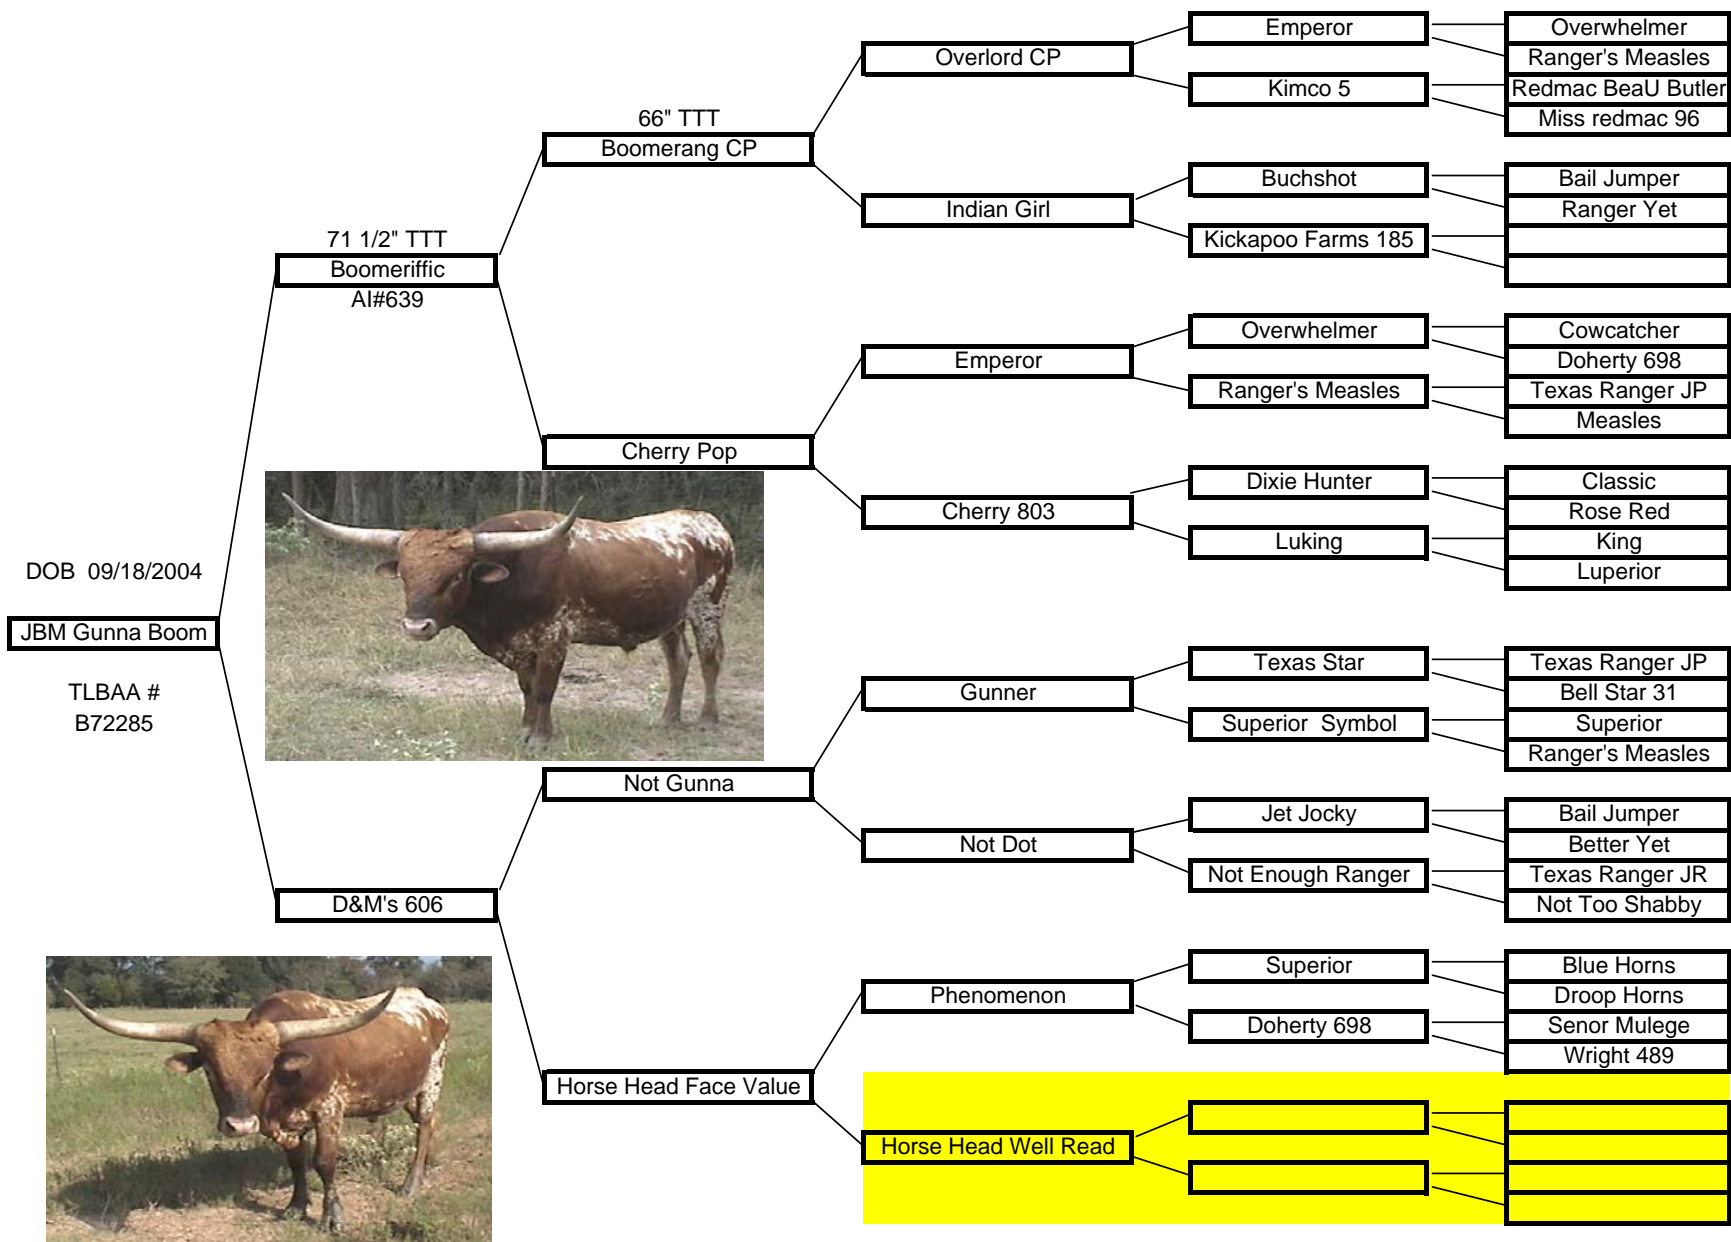 Emperor
Overwhelmer
Ranger's Measles
Overlord CP
Kimco 5
Redmac BeaU Butler
Miss redmac 96
66" TTT
Boomerang CP
Buchshot
Bail Jumper
Ranger Yet
Indian Girl
Kickapoo Farms 185
71 1/2" TTT
Boomeriffic
AI#639
Overwhelmer
Cowcatcher
Doherty 698
Emperor
Ranger's Measles
Texas Ranger JP
Measles
Cherry Pop
Dixie Hunter
Classic
Rose Red
Cherry 803
Luking
King
Luperior
DOB 09/18/2004
JBM Gunna Boom
TLBAA #
B72285
Texas Star
Texas Ranger JP
Bell Star 31
Gunner
Superior Symbol
Superior
Ranger's Measles
Not Gunna
Jet Jocky
Bail Jumper
Better Yet
Not Dot
Not Enough Ranger
Texas Ranger JR
Not Too Shabby
D&M's 606
Superior
Blue Horns
Droop Horns
Phenomenon
Doherty 698
Senor Mulege
Wright 489
Horse Head Face Value
Horse Head Well Read